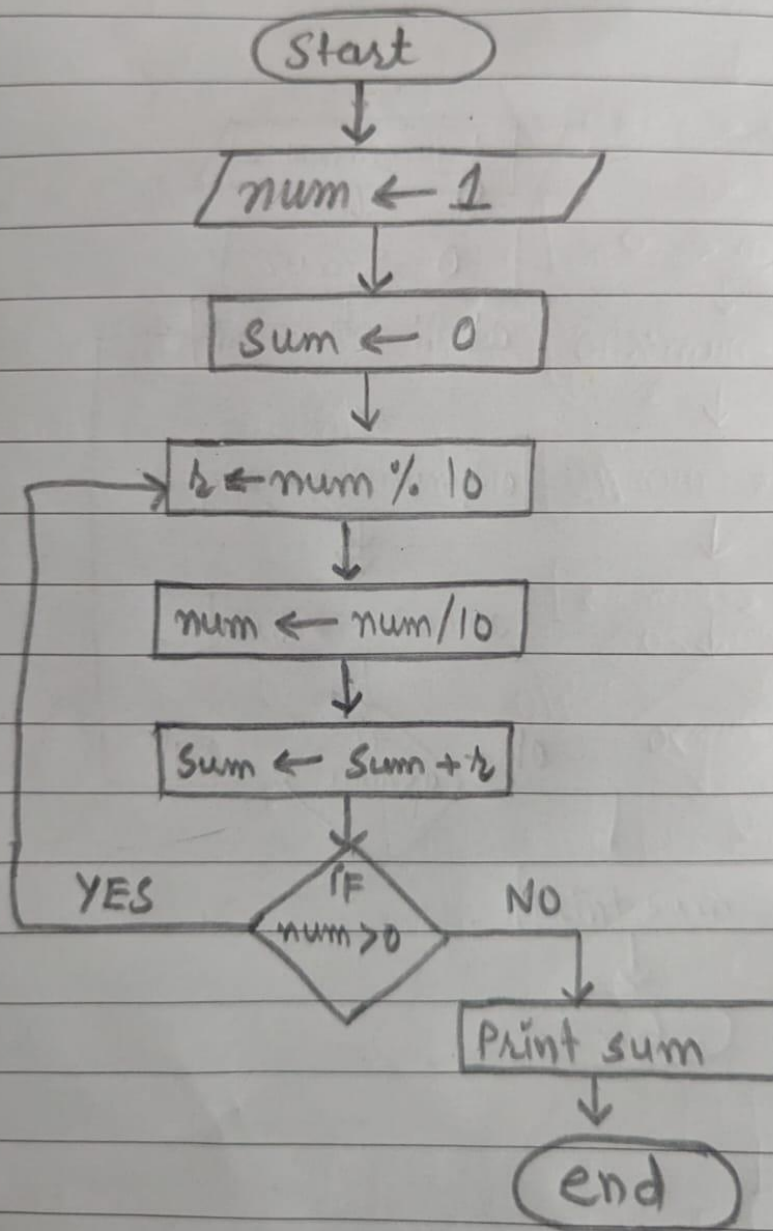 Start
num ← 1
Sum ← 0
r ← num % 10
num ← num/10
Sum ← Sum + r
IF
num > 0
YES
NO
Print sum
end